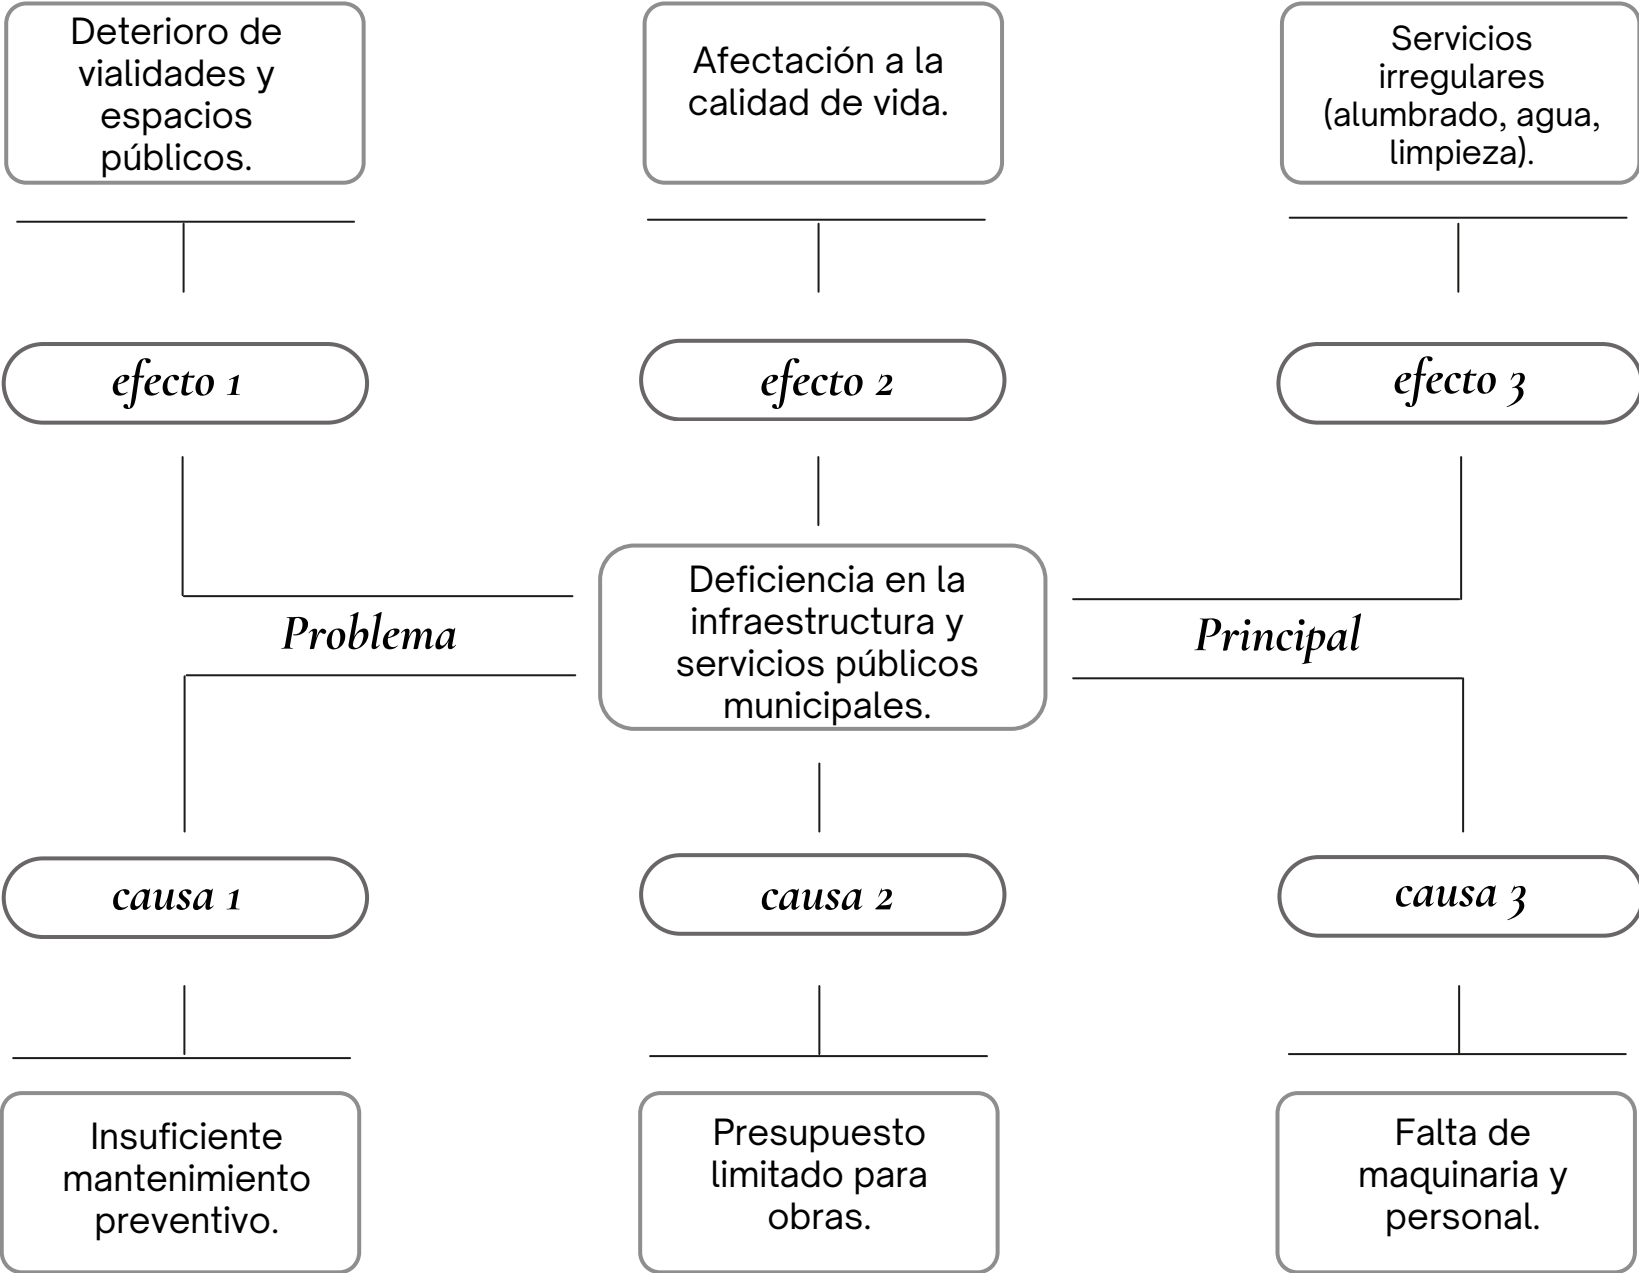 Deterioro de
vialidades y
espacios
públicos.
Afectación a la
calidad de vida.
Servicios
irregulares
(alumbrado, agua,
limpieza).
efecto 1
efecto 2
efecto 3
Problema
Deficiencia en la
infraestructura y
servicios públicos
municipales.
Principal
causa 1
causa 2
causa 3
Insuficiente
mantenimiento
preventivo.
Presupuesto
limitado para
obras.
Falta de
maquinaria y
personal.